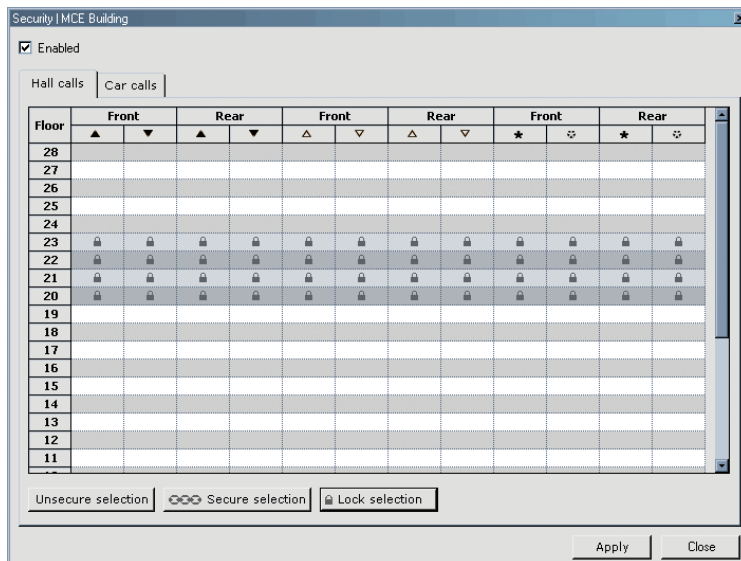 Security | MCE Building
Enabled
Hall calls Car calls
Floor Front Rear Front Rear Front Rear
▲ ▼ ▲ ▼ △ ▽ △ ▽
28
27
26
25
24
23
22
21
20
19
18
17
16
15
14
13
12
11
Unsecure selection Secure selection Lock selection
Apply Close